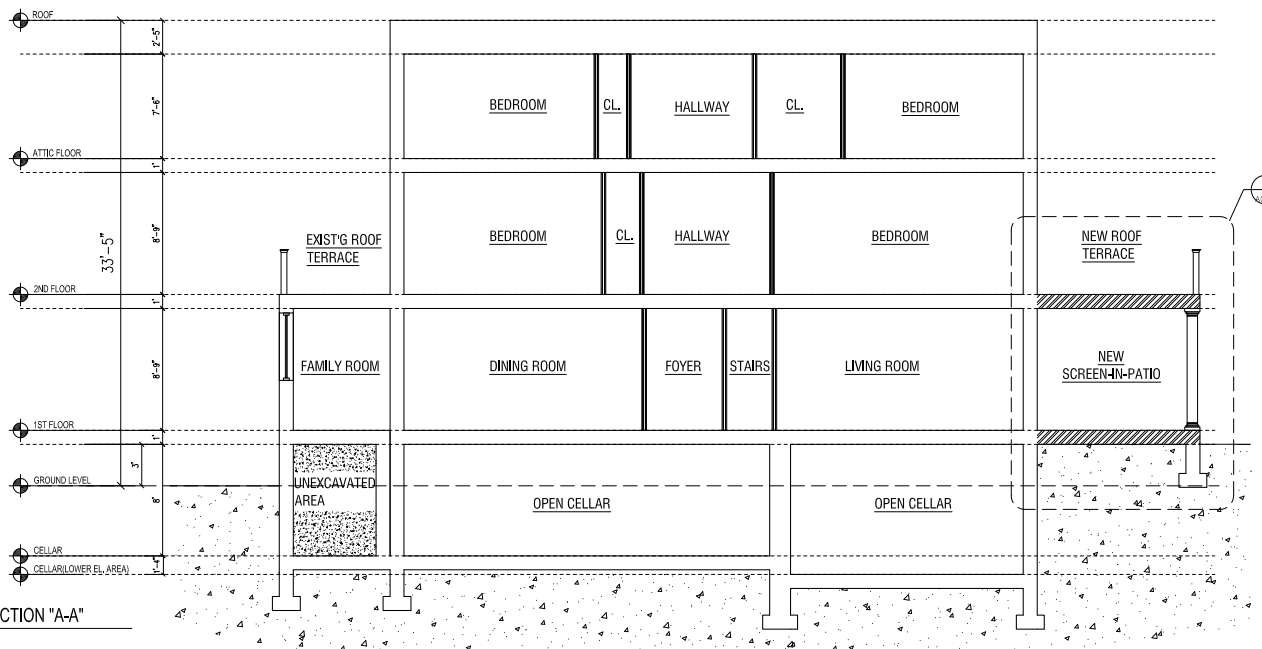 ROOF
2'-5"
BEDROOM
CL.
HALLWAY
CL.
BEDROOM
7'-6"
ATTIC FLOOR
1'
33'-5"
8'-9"
EXIST'G ROOF
TERRACE
BEDROOM
CL.
HALLWAY
BEDROOM
NEW ROOF
TERRACE
2ND FLOOR
1'
8'-9"
FAMILY ROOM
DINING ROOM
FOYER
STAIRS
LIVING ROOM
NEW
SCREEN-IN-PATIO
1ST FLOOR
1'
3'
GROUND LEVEL
8'
UNEXCAVATED
AREA
OPEN CELLAR
OPEN CELLAR
CELLAR
CELLAR(LOWER EL. AREA)
1'-4"
CTION "A-A"